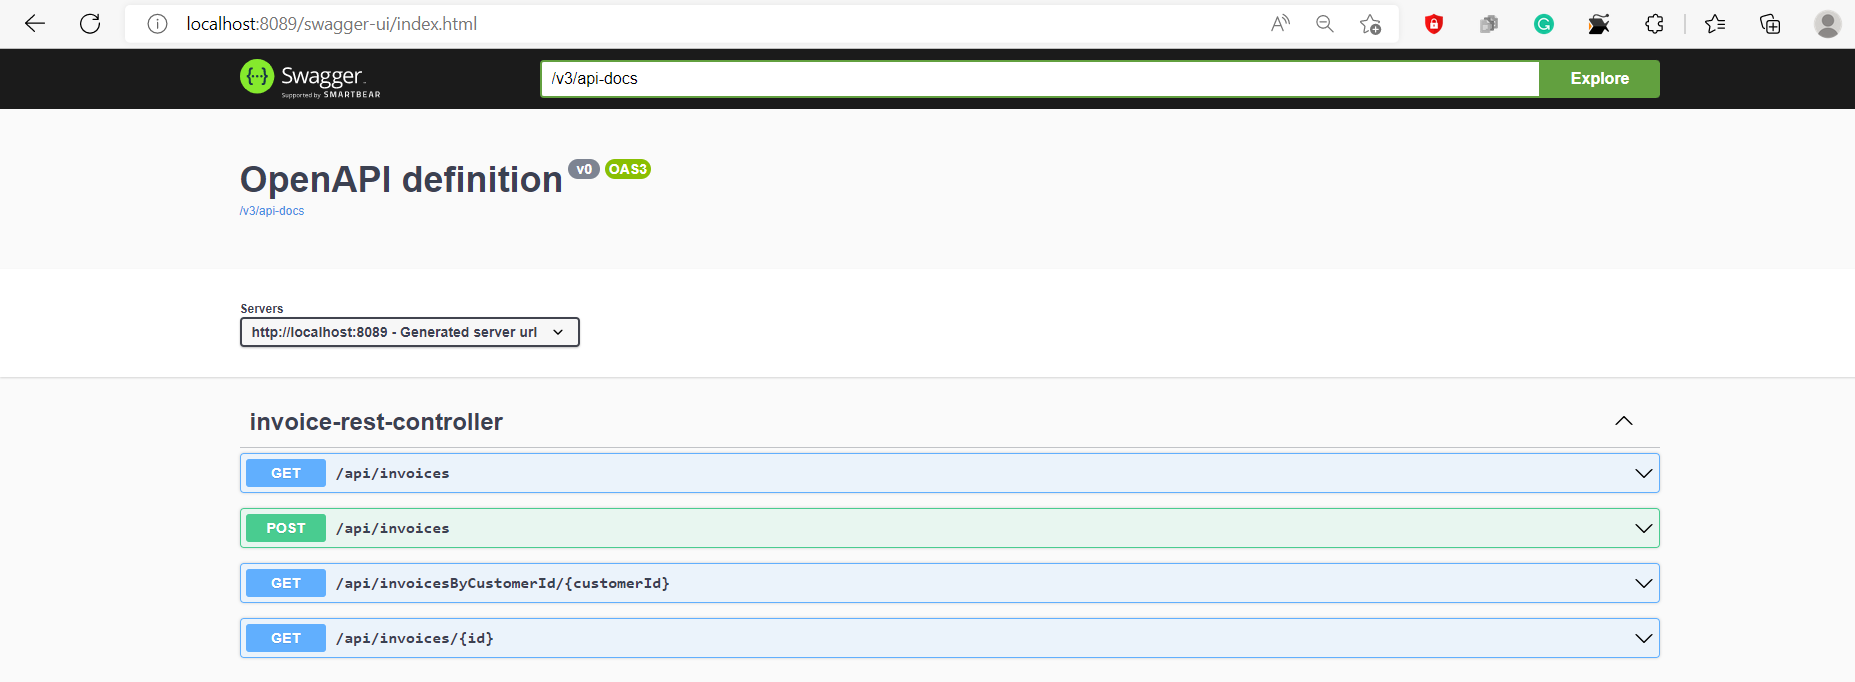 localhost:8089/swagger-ui/index.html
Swagger.
Supported by SMARTBEAR
/v3/api-docs
Explore
OpenAPI definition v0 OAS3
/v3/api-docs
Servers
http://localhost:8089 - Generated server url
invoice-rest-controller
GET /api/invoices
POST /api/invoices
GET /api/invoicesByCustomerId/{customerId}
GET /api/invoices/{id}